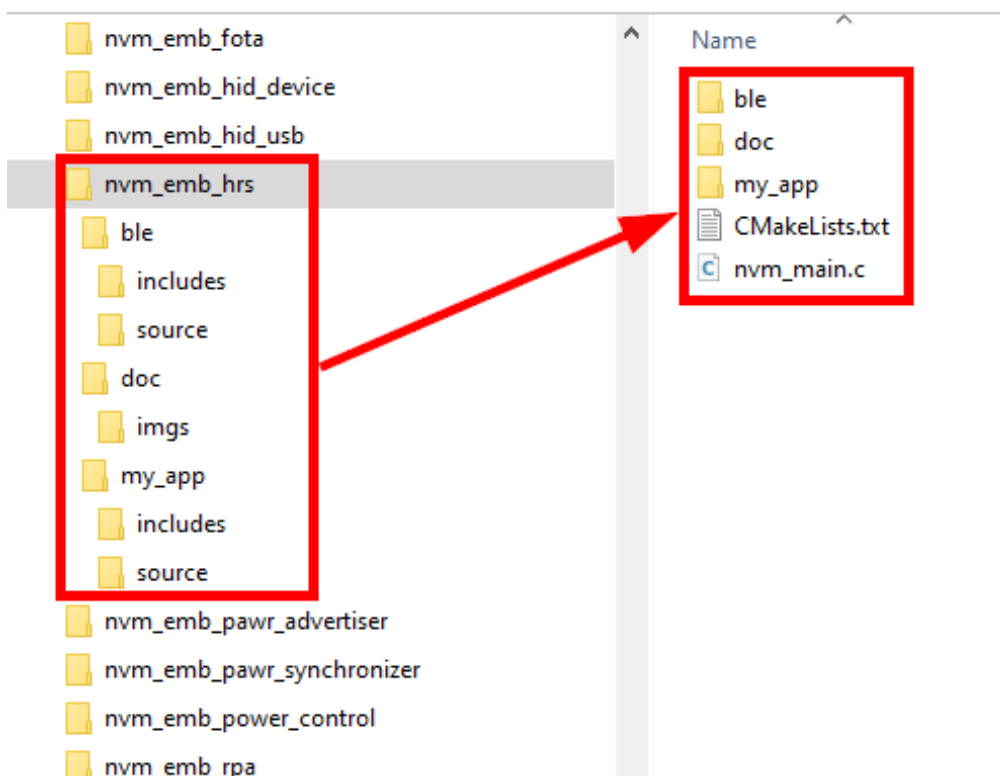 nvm_emb_fota
nvm_emb_hid_device
nvm_emb_hid_usb
nvm_emb_hrs
ble
includes
source
doc
imgs
my_app
includes
source
nvm_emb_pawr_advertiser
nvm_emb_pawr_synchronizer
nvm_emb_power_control
nvm_emb_rpa
Name
ble
doc
my_app
CMakeLists.txt
nvm_main.c